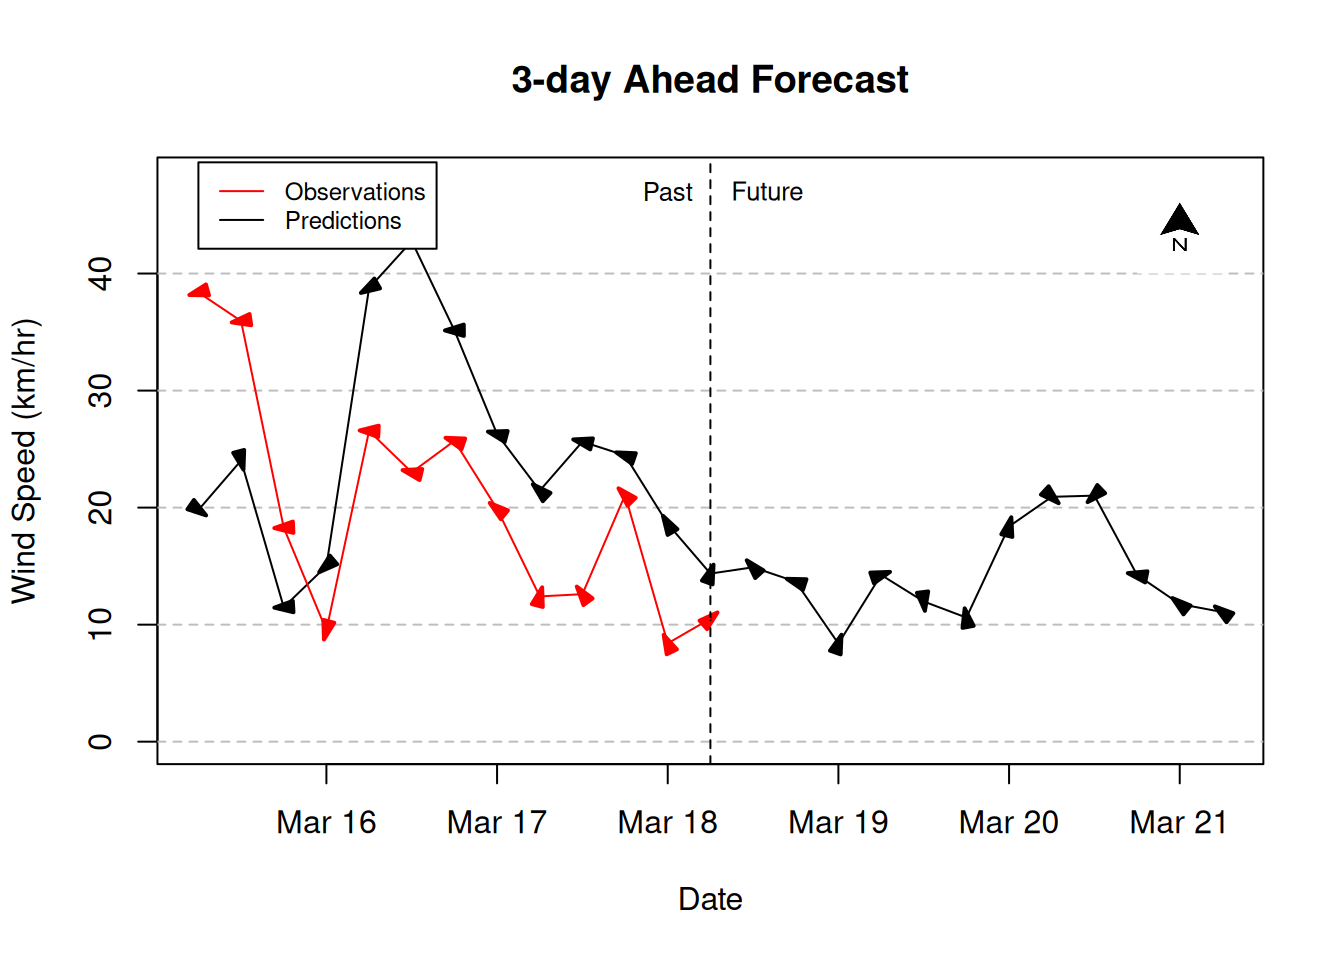 3-day Ahead Forecast
Observations
Predictions
Past
Future
N
Wind Speed (km/hr)
40
30
20
10
0
Mar 16
Mar 17
Mar 18
Mar 19
Mar 20
Mar 21
Date